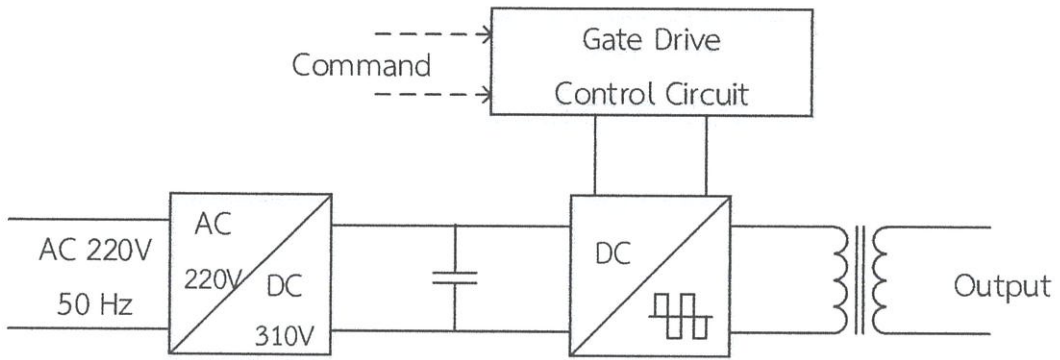 Gate Drive
Command
Control Circuit
AC 220V
50 Hz
AC
220V
DC
310V
DC
Output